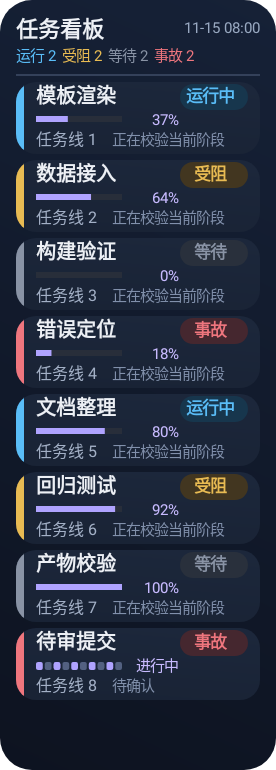 任务看板 11-15 08:00
运行 2 受阻 2 等待 2 事故 2
模板渲染 运行中
37%
任务线 1 正在校验当前阶段
数据接入 受阻
64%
任务线 2 正在校验当前阶段
构建验证 等待
0%
任务线 3 正在校验当前阶段
错误定位 事故
18%
任务线 4 正在校验当前阶段
文档整理 运行中
80%
任务线 5 正在校验当前阶段
回归测试 受阻
92%
任务线 6 正在校验当前阶段
产物校验 等待
100%
任务线 7 正在校验当前阶段
待审提交 事故
进行中
任务线 8 待确认